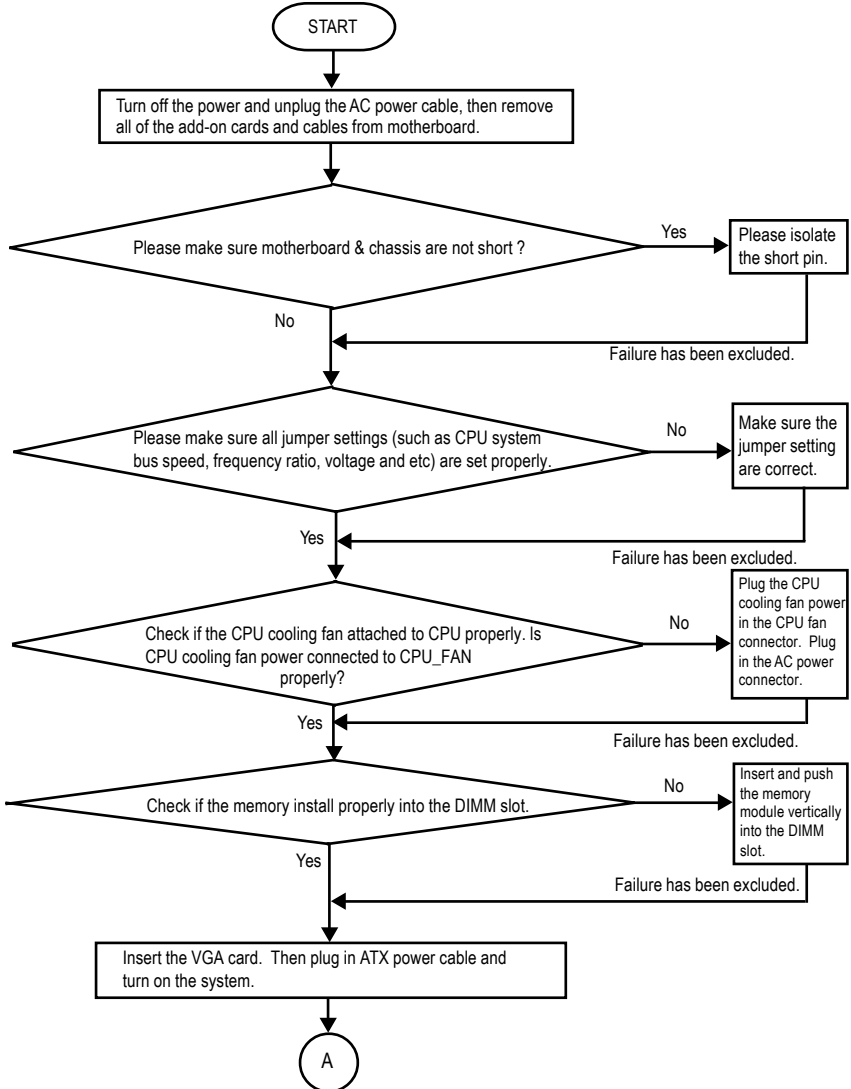 START
Turn off the power and unplug the AC power cable, then remove
all of the add-on cards and cables from motherboard.
Please make sure motherboard & chassis are not short ?
Yes
Please isolate
the short pin.
No
Failure has been excluded.
Please make sure all jumper settings (such as CPU system
bus speed, frequency ratio, voltage and etc) are set properly.
No
Make sure the
jumper setting
are correct.
Yes
Failure has been excluded.
Check if the CPU cooling fan attached to CPU properly. Is
CPU cooling fan power connected to CPU_FAN
properly?
No
Plug the CPU
cooling fan power
in the CPU fan
connector. Plug
in the AC power
connector.
Yes
Failure has been excluded.
Check if the memory install properly into the DIMM slot.
No
Insert and push
the memory
module vertically
into the DIMM
slot.
Yes
Failure has been excluded.
Insert the VGA card. Then plug in ATX power cable and
turn on the system.
A